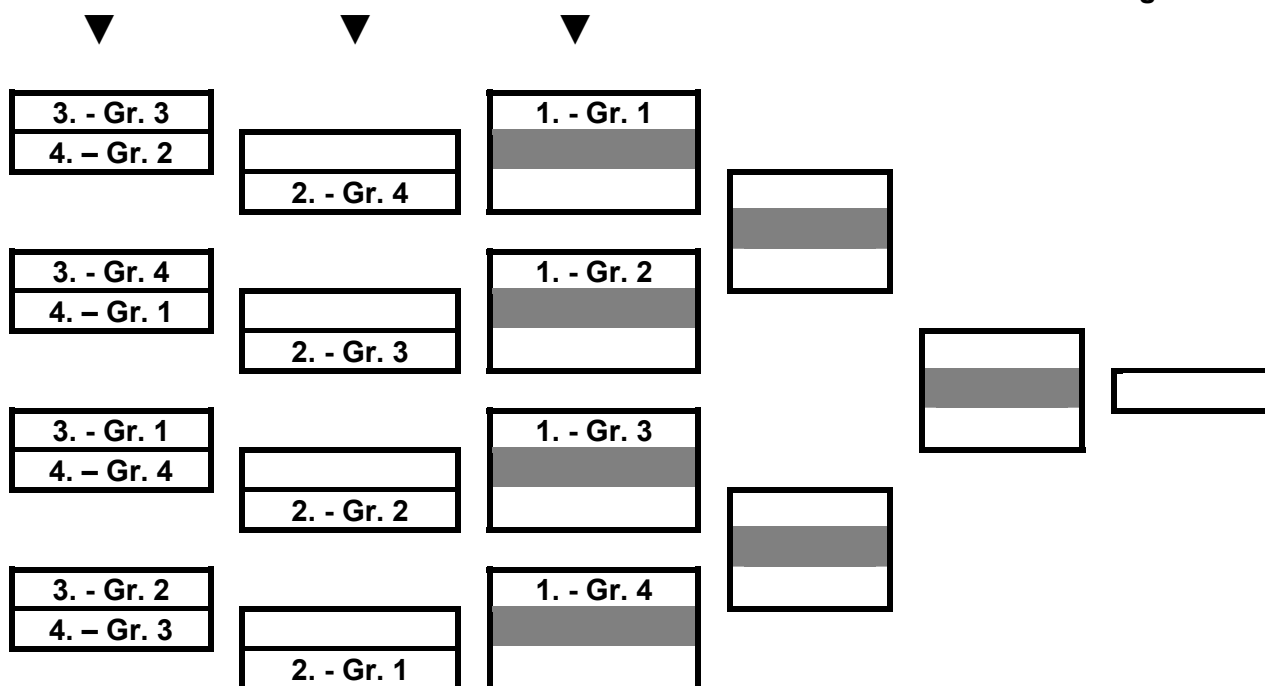 3. - Gr. 3
4. – Gr. 2
2. - Gr. 4
1. - Gr. 1
3. - Gr. 4
4. – Gr. 1
2. - Gr. 3
1. - Gr. 2
3. - Gr. 1
4. – Gr. 4
2. - Gr. 2
1. - Gr. 3
3. - Gr. 2
4. – Gr. 3
2. - Gr. 1
1. - Gr. 4